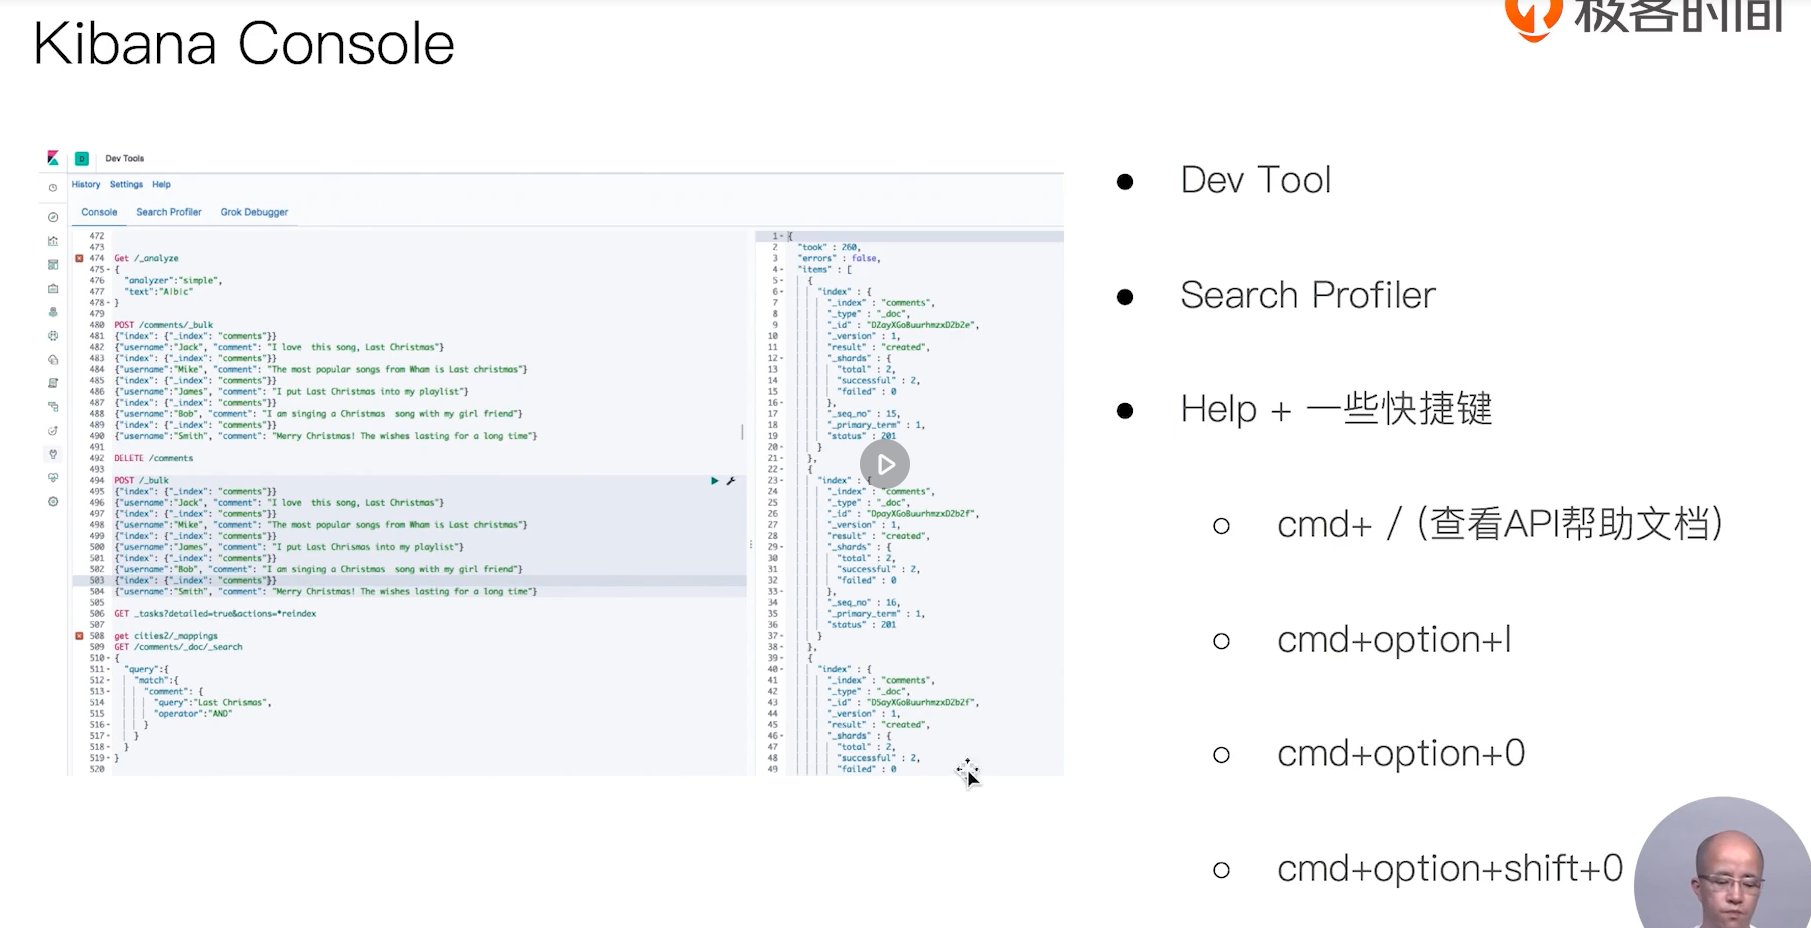 Kibana Console
极客时间
Dev Tools
History Settings Help
Console Search Profiler Grok Debugger
472
473
474 Get /_analyze
475 {
476 "analyzer":"simple",
477 "text":"A|b|c"
478 }
479
480 POST /comments/_bulk
481 {"index": {"_index": "comments"}}
482 {"username":"Jack", "comment": "I love  this song, Last Christmas"}
483 {"index": {"_index": "comments"}}
484 {"username":"Mike", "comment": "The most popular songs from Wham is Last christmas"}
485 {"index": {"_index": "comments"}}
486 {"username":"James", "comment": "I put Last Christmas into my playlist"}
487 {"index": {"_index": "comments"}}
488 {"username":"Bob", "comment": "I am singing a Christmas  song with my girl friend"}
489 {"index": {"_index": "comments"}}
490 {"username":"Smith", "comment": "Merry Christmas! The wishes lasting for a long time"}
491
492 DELETE /comments
493
494 POST /_bulk
495 {"index": {"_index": "comments"}}
496 {"username":"Jack", "comment": "I love  this song, Last Christmas"}
497 {"index": {"_index": "comments"}}
498 {"username":"Mike", "comment": "The most popular songs from Wham is Last christmas"}
499 {"index": {"_index": "comments"}}
500 {"username":"James", "comment": "I put Last Chrismas into my playlist"}
501 {"index": {"_index": "comments"}}
502 {"username":"Bob", "comment": "I am singing a Christmas  song with my girl friend"}
503 {"index": {"_index": "comments"}}
504 {"username":"Smith", "comment": "Merry Christmas! The wishes lasting for a long time"}
505
506 GET _tasks?detailed=true&actions=*reindex
507
508 get cities2/_mappings
509 GET /comments/_doc/_search
510 {
511 "query":{
512 "match":{
513 "comment": {
514 "query":"Last Chrismas",
515 "operator":"AND"
516 }
517 }
518 }
519 }
520
1 {
2 "took" : 260,
3 "errors" : false,
4 "items" : [
5 {
6 "index" : {
7 "_index" : "comments",
8 "_type" : "_doc",
9 "_id" : "DZayXGoBuurhmzxD2b2e",
10 "_version" : 1,
11 "result" : "created",
12 "_shards" : {
13 "total" : 2,
14 "successful" : 2,
15 "failed" : 0
16 },
17 "_seq_no" : 15,
18 "_primary_term" : 1,
19 "status" : 201
20 }
21 },
22 {
23 "index" : {
24 "_index" : "comments",
25 "_type" : "_doc",
26 "_id" : "DpayXGoBuurhmzxD2b2f",
27 "_version" : 1,
28 "result" : "created",
29 "_shards" : {
30 "total" : 2,
31 "successful" : 2,
32 "failed" : 0
33 },
34 "_seq_no" : 16,
35 "_primary_term" : 1,
36 "status" : 201
37 }
38 },
39 {
40 "index" : {
41 "_index" : "comments",
42 "_type" : "_doc",
43 "_id" : "D5ayXGoBuurhmzxD2b2f",
44 "_version" : 1,
45 "result" : "created",
46 "_shards" : {
47 "total" : 2,
48 "successful" : 2,
49 "failed" : 0
Dev Tool
Search Profiler
Help + 一些快捷键
cmd+ / (查看API帮助文档)
cmd+option+l
cmd+option+0
cmd+option+shift+0